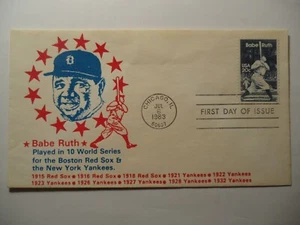 B
Babe Ruth
Played in 10 World Series
for the Boston Red Sox &
the New York Yankees.
1915 Red Sox ★ 1916 Red Sox ★ 1918 Red Sox ★ 1921 Yankees ★ 1922 Yankees
1923 Yankees ★ 1926 Yankees ★ 1927 Yankees ★ 1928 Yankees ★ 1932 Yankees
CHICAGO, IL
JUL
6
1983
Babe Ruth
USA
20c
FIRST DAY OF ISSUE